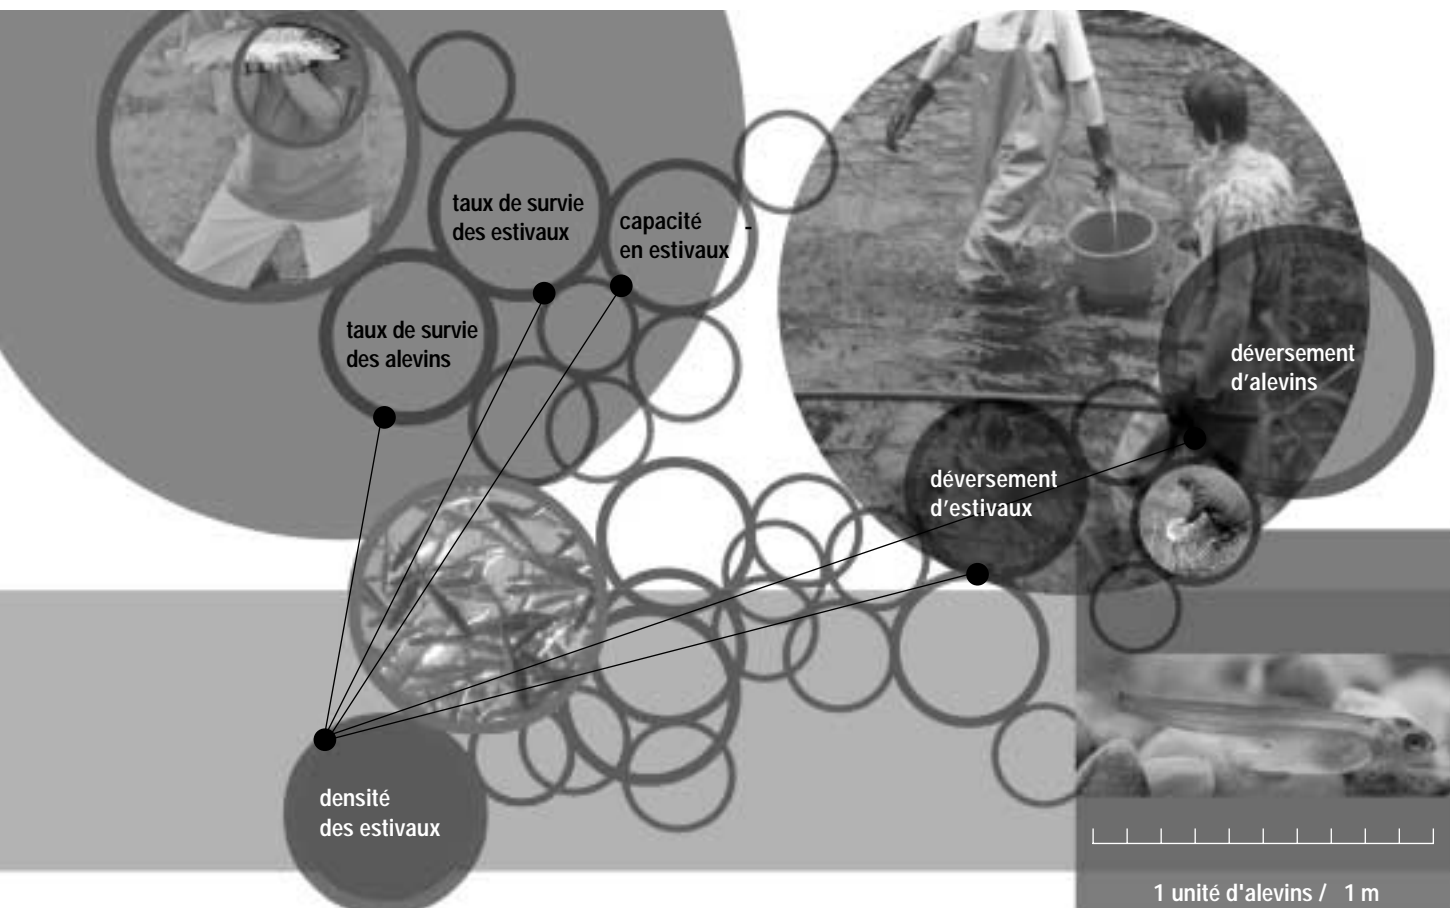 taux de survie
des estivaux
capacité
en estivaux
-
taux de survie
des alevins
déversement
d'alevins
déversement
d'estivaux
densité
des estivaux
1 unité d'alevins / 1 m